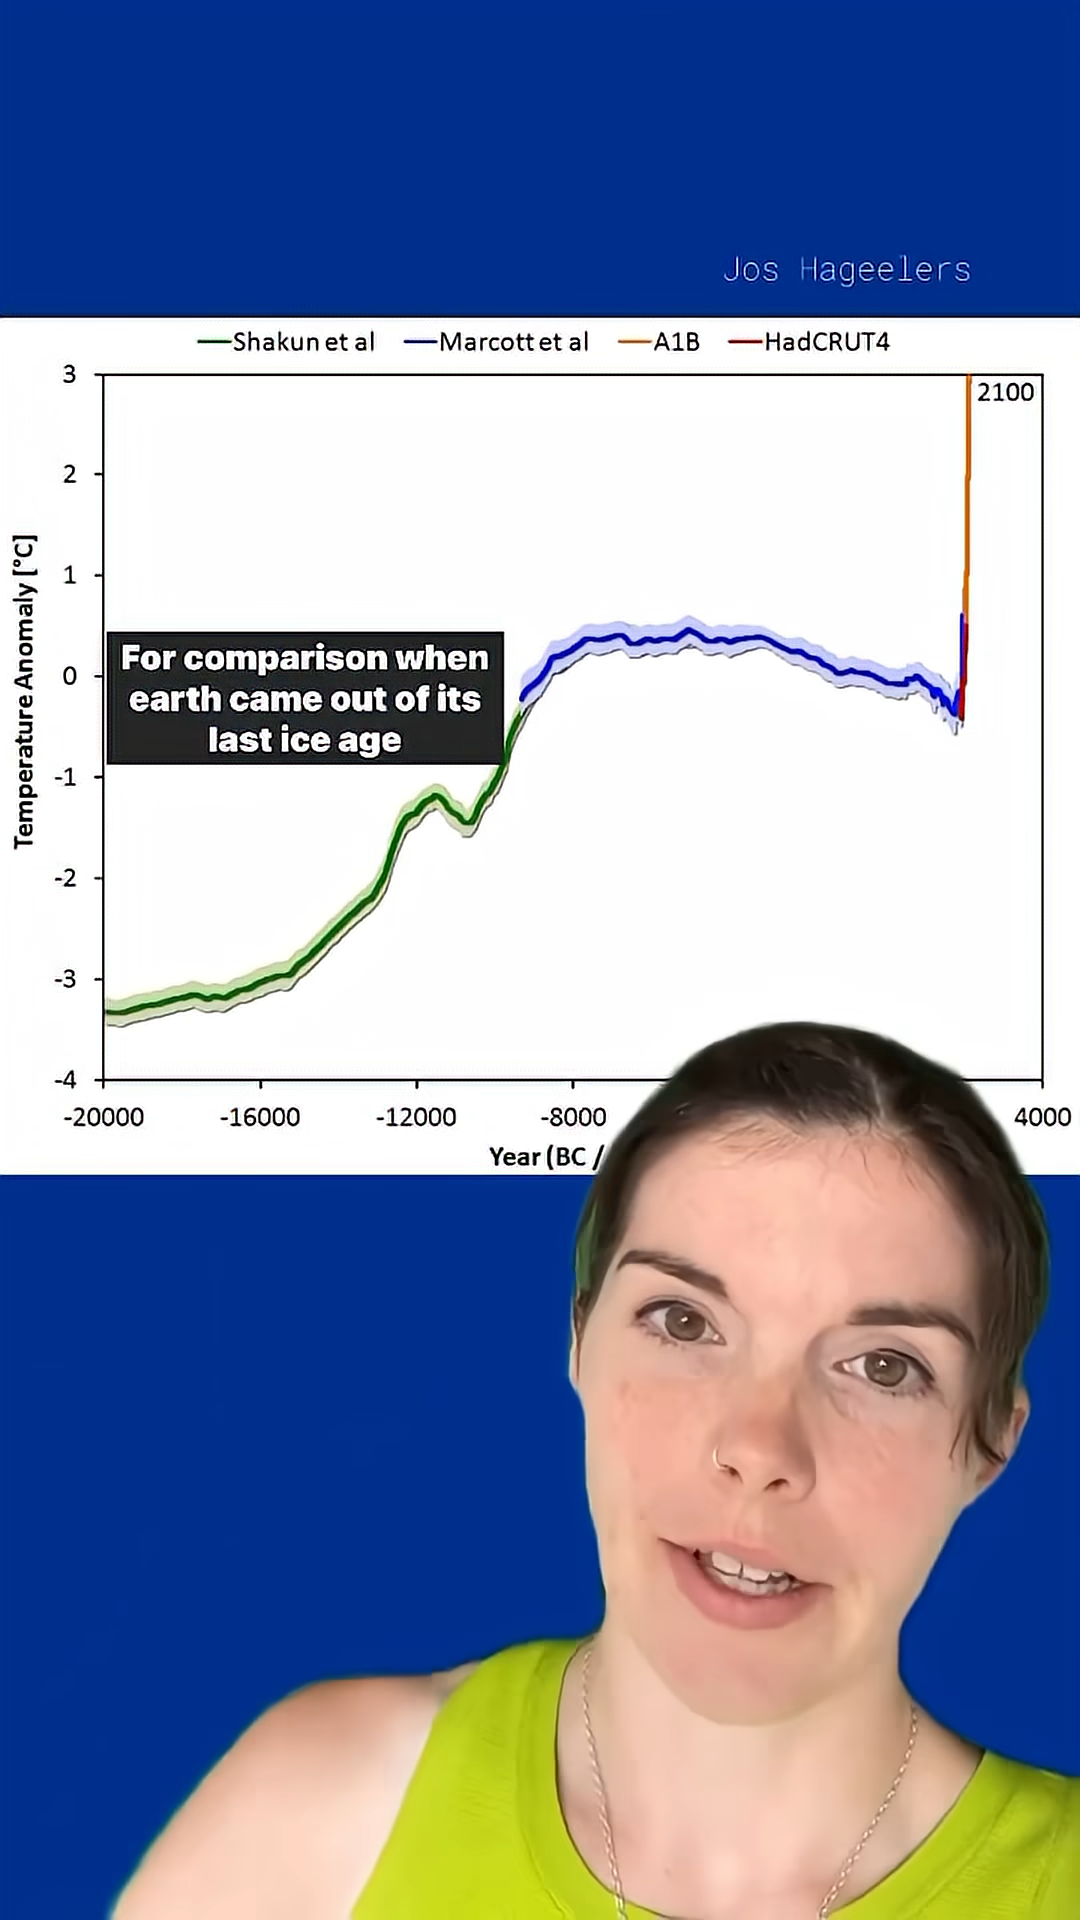 Jos Hageelers
Shakun et al Marcott et al A1B HadCRUT4
3
2100
2
1
0
-1
-2
-3
-4
Temperature Anomaly [°C]
For comparison when
earth came out of its
last ice age
-20000 -16000 -12000 -8000 4000
Year (BC /